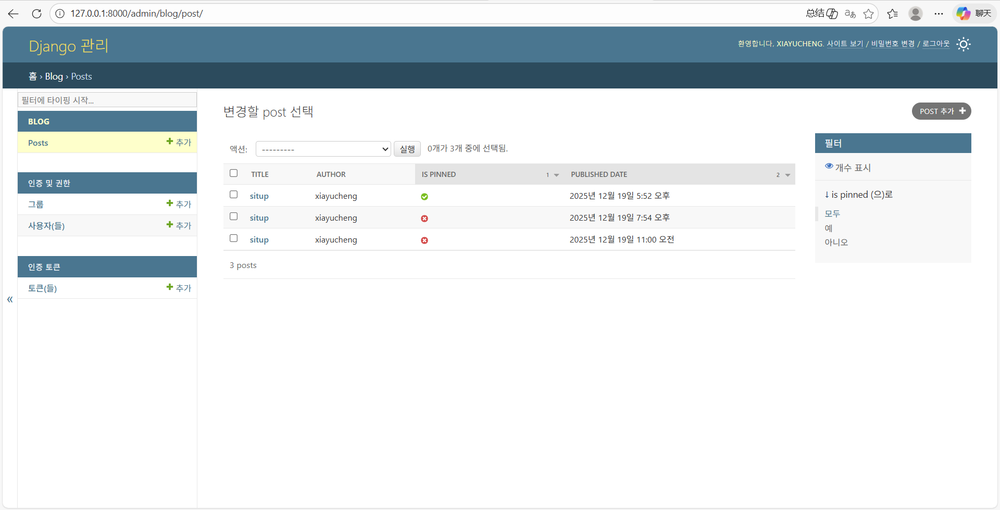 127.0.0.1:8000/admin/blog/post/
总结
聊天
Django 관리
환영합니다, XIAYUCHENG. 사이트 보기 / 비밀번호 변경 / 로그아웃
홈 › Blog › Posts
필터에 타이핑 시작...
BLOG
Posts
추가
인증 및 권한
그룹
추가
사용자(들)
추가
인증 토큰
토큰(들)
추가
«
변경할 post 선택
POST 추가
액션: --------- 실행 0개가 3개 중에 선택됨.
TITLE AUTHOR IS PINNED 1 PUBLISHED DATE 2
situp xiayucheng 2025년 12월 19일 5:52 오후
situp xiayucheng 2025년 12월 19일 7:54 오후
situp xiayucheng 2025년 12월 19일 11:00 오전
3 posts
필터
개수 표시
↓ is pinned (으)로
모두
예
아니오